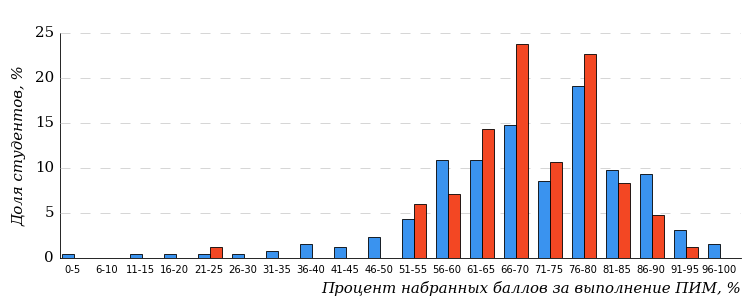 25
20
15
10
5
0
Доля студентов, %
0-5 6-10 11-15 16-20 21-25 26-30 31-35 36-40 41-45 46-50 51-55 56-60 61-65 66-70 71-75 76-80 81-85 86-90 91-95 96-100
Процент набранных баллов за выполнение ПИМ, %